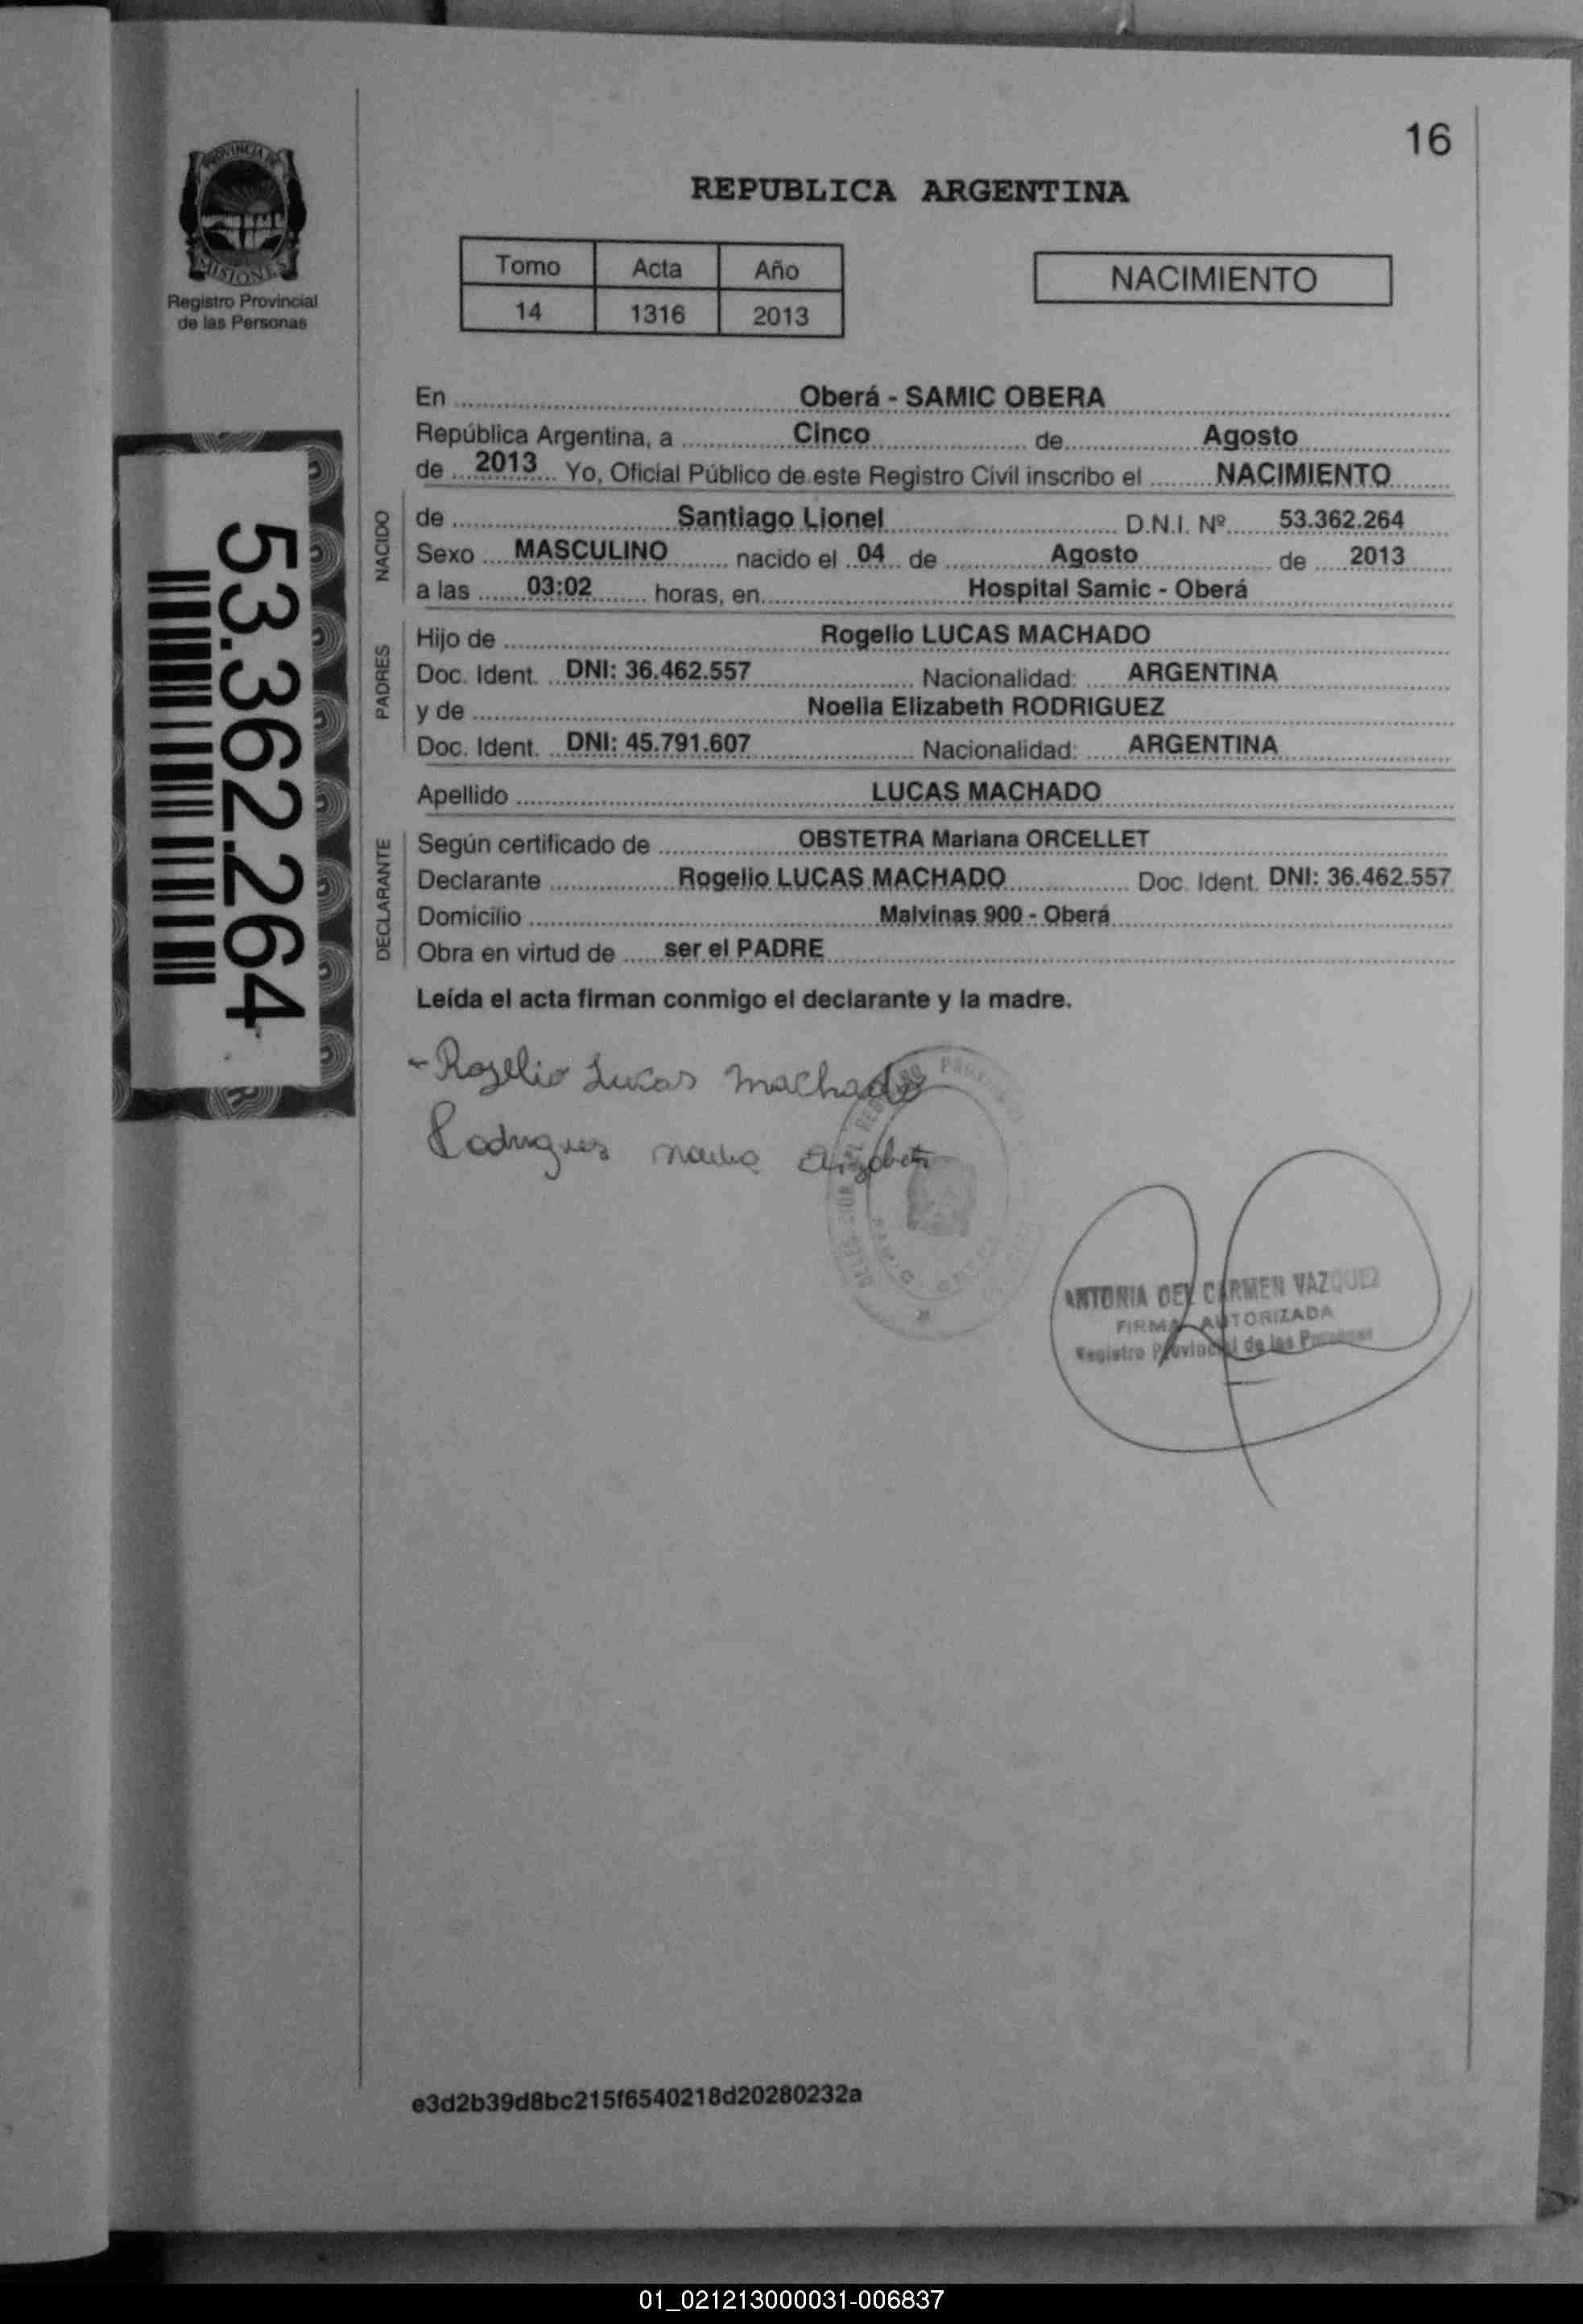 16
PROVINCIA DE
MISIONES
Registro Provincial
de las Personas
REPUBLICA ARGENTINA
Tomo Acta Año
14 1316 2013
NACIMIENTO
53.362.264
En Oberá - SAMIC OBERA
República Argentina, a Cinco de Agosto
de 2013 Yo, Oficial Público de este Registro Civil inscribo el NACIMIENTO
NACIDO
de Santiago Lionel D.N.I. Nº 53.362.264
Sexo MASCULINO nacido el 04 de Agosto de 2013
a las 03:02 horas, en Hospital Samic - Oberá
PADRES
Hijo de Rogelio LUCAS MACHADO
Doc. Ident. DNI: 36.462.557 Nacionalidad: ARGENTINA
y de Noelia Elizabeth RODRIGUEZ
Doc. Ident. DNI: 45.791.607 Nacionalidad: ARGENTINA
Apellido LUCAS MACHADO
DECLARANTE
Según certificado de OBSTETRA Mariana ORCELLET
Declarante Rogelio LUCAS MACHADO Doc. Ident. DNI: 36.462.557
Domicilio Malvinas 900 - Oberá
Obra en virtud de ser el PADRE
Leída el acta firman conmigo el declarante y la madre.
- Rogelio Lucas Machado
Rodrigues
ANTONIA DEL CARMEN VAZQUEZ
FIRMA AUTORIZADA
Registro Provincial de las Personas
e3d2b39d8bc215f6540218d20280232a
01_021213000031-006837